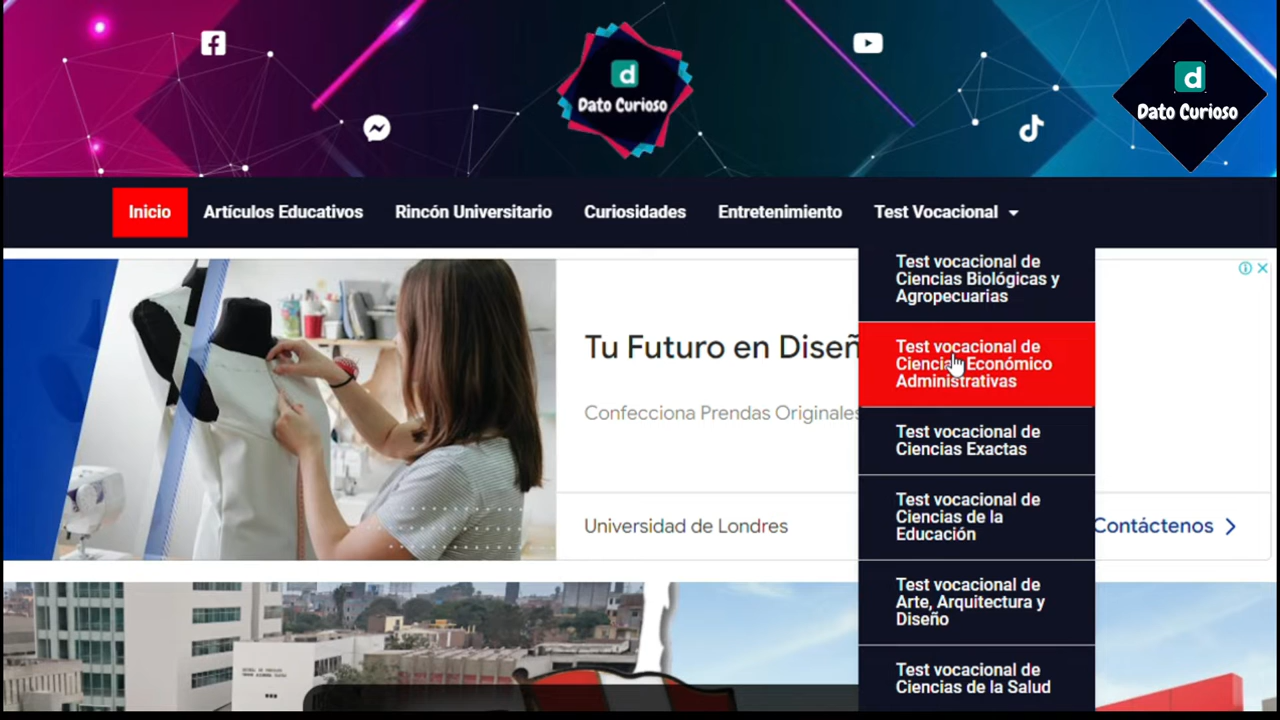 d
Dato Curioso
d
Dato Curioso
Inicio
Artículos Educativos
Rincón Universitario
Curiosidades
Entretenimiento
Test Vocacional
Test vocacional de
Ciencias Biológicas y
Agropecuarias
Test vocacional de
Ciencias Económico
Administrativas
Test vocacional de
Ciencias Exactas
Test vocacional de
Ciencias de la
Educación
Test vocacional de
Arte, Arquitectura y
Diseño
Test vocacional de
Ciencias de la Salud
Tu Futuro en Diseñ
Confecciona Prendas Originales
Universidad de Londres
Contáctenos